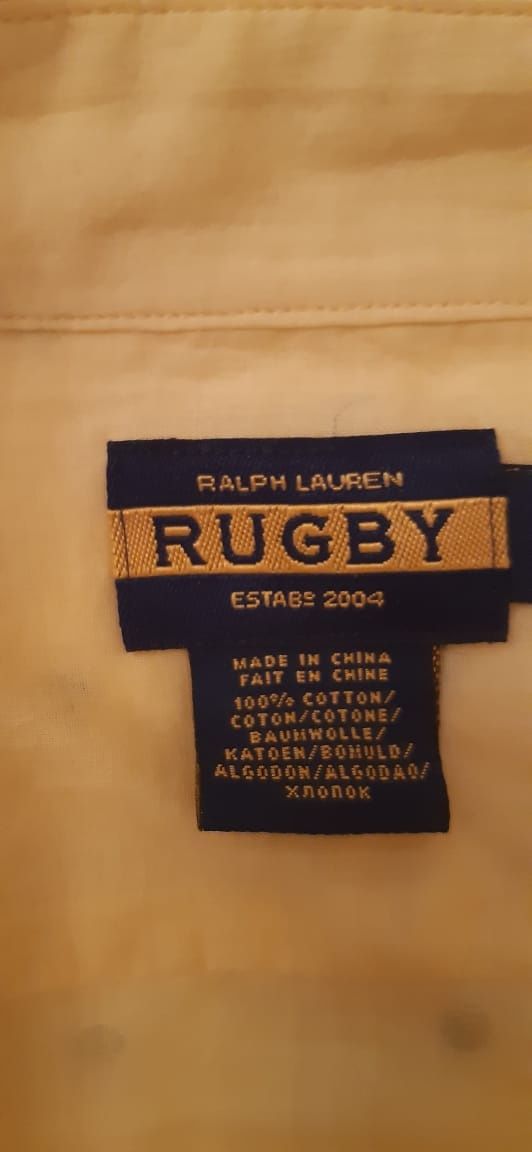 RALPH LAUREN
RUGBY
ESTABS 2004
MADE IN CHINA
FAIT EN CHINE
100% COTTON/
COTON/COTONE/
BAUMWOLLE/
KATOEN/BOMULD/
ALGODON/ALGODAO/
ХЛОПОК